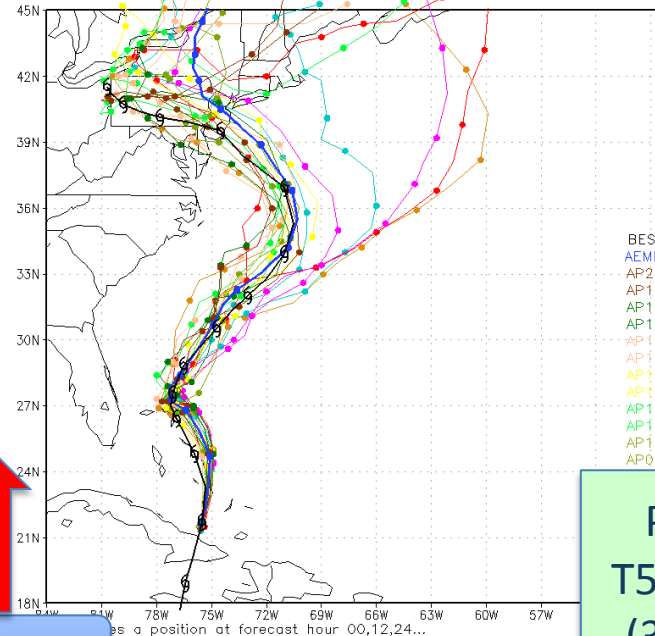 45N
42N
39N
36N
33N
30N
27N
24N
21N
18N
BES
AEM
AP2
AP1
AP1
AP1
AP1
AP1
AP1
AP1
AP1
AP1
AP1
AP0
78W 75W 72W 69W 66W 63W 60W 57W
es a position at forecast hour 00,12,24...
T5
(2